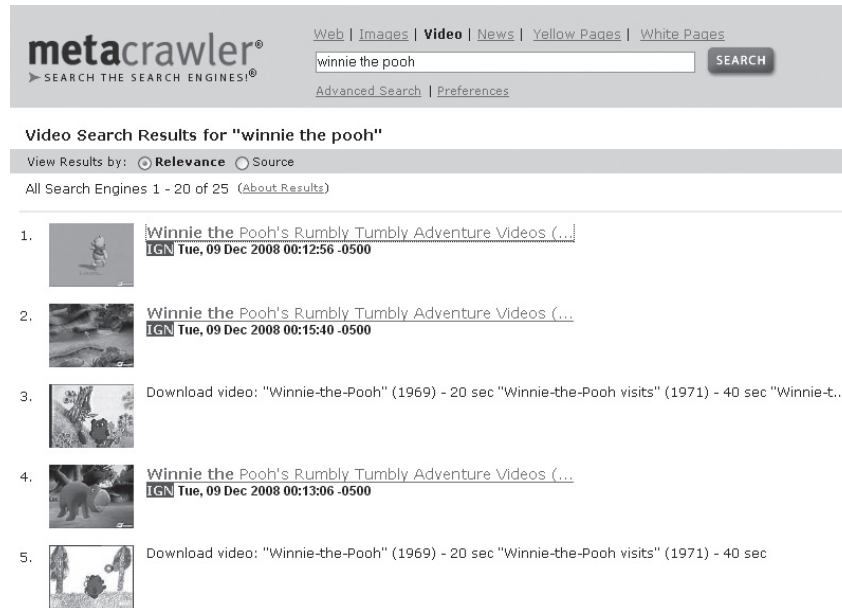 Web | Images | Video | News | Yellow Pages | White Pages
metacrawler®
SEARCH THE SEARCH ENGINES!®
winnie the pooh
SEARCH
Advanced Search | Preferences
Video Search Results for "winnie the pooh"
View Results by: Relevance Source
All Search Engines 1 - 20 of 25 (About Results)
1. Winnie the Pooh's Rumbly Tumbly Adventure Videos (...
IGN Tue, 09 Dec 2008 00:12:56 -0500
2. Winnie the Pooh's Rumbly Tumbly Adventure Videos (...
IGN Tue, 09 Dec 2008 00:15:40 -0500
3. Download video: "Winnie-the-Pooh" (1969) - 20 sec "Winnie-the-Pooh visits" (1971) - 40 sec "Winnie-t..
4. Winnie the Pooh's Rumbly Tumbly Adventure Videos (...
IGN Tue, 09 Dec 2008 00:13:06 -0500
5. Download video: "Winnie-the-Pooh" (1969) - 20 sec "Winnie-the-Pooh visits" (1971) - 40 sec